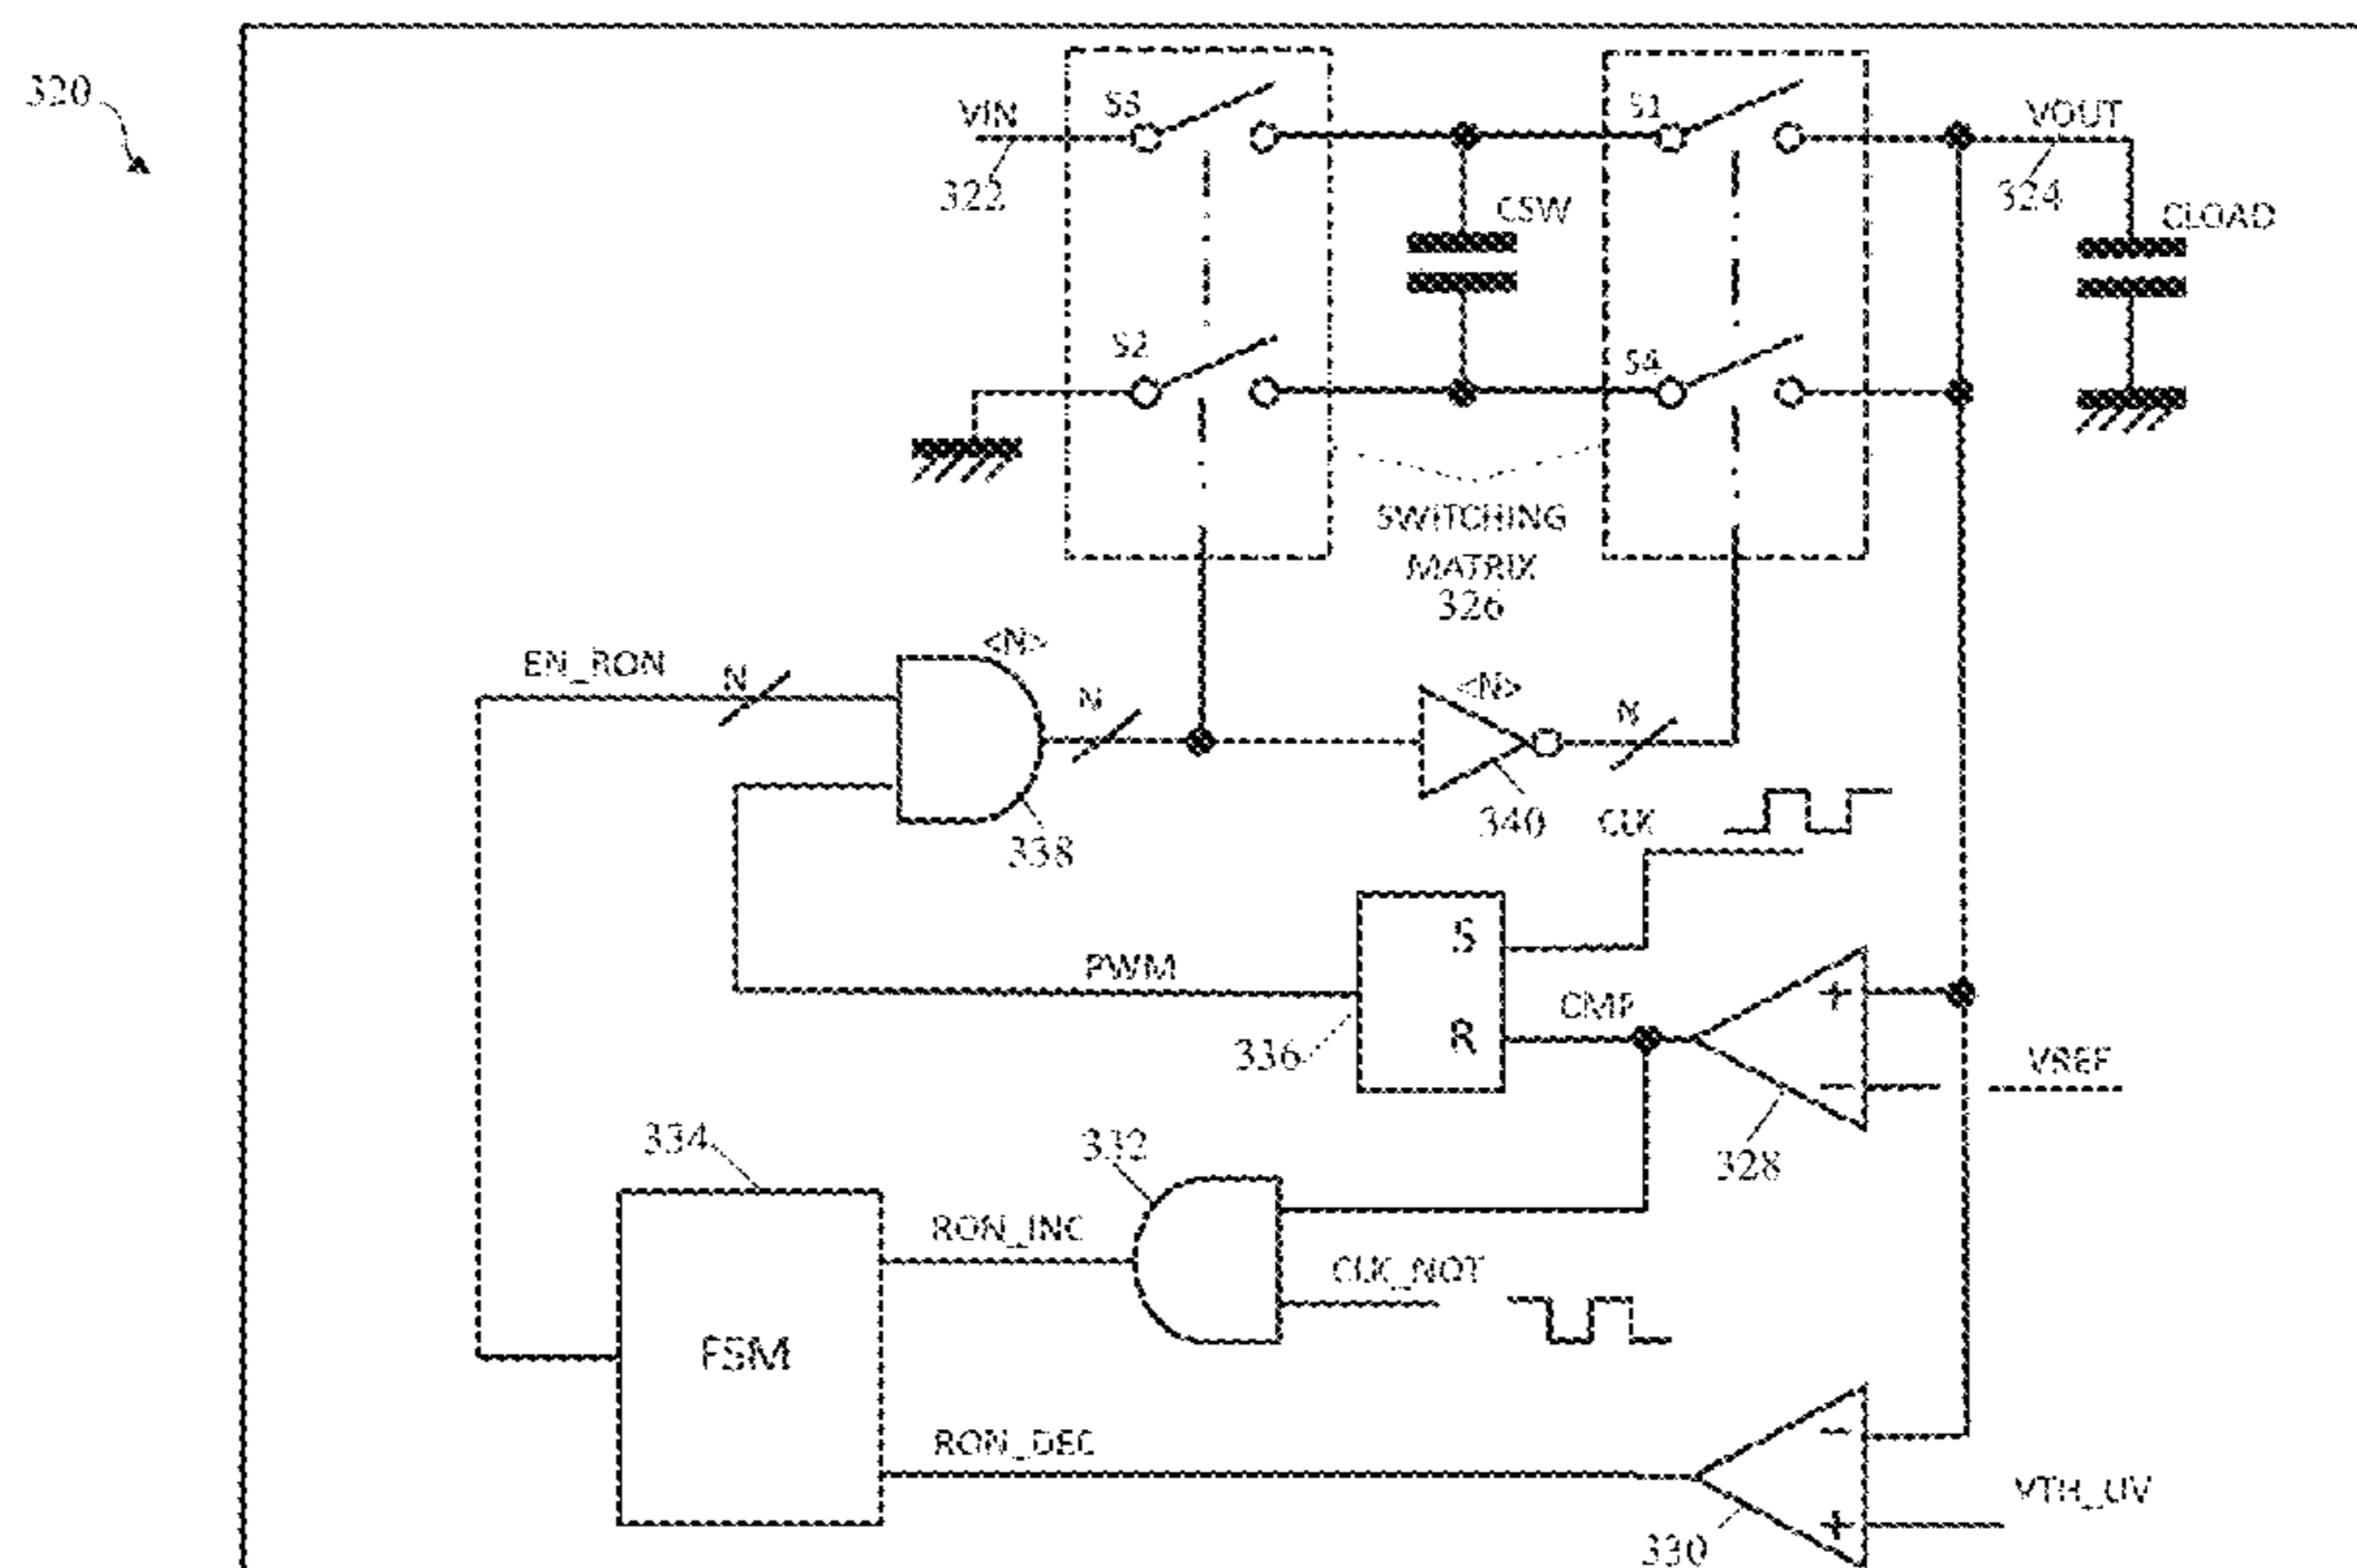 320
VIN
S3
S1
VOUT
322
324
CSW
CLOAD
S2
S4
SWITCHING
MATRIX
326
<N>
EN_RON
N
N
<N>
N
338
340
CLK
S
PWM
CMP
R
336
VREF
334
332
328
RON_INC
CLK_NOT
FSM
RON_DEC
VTH_UV
330